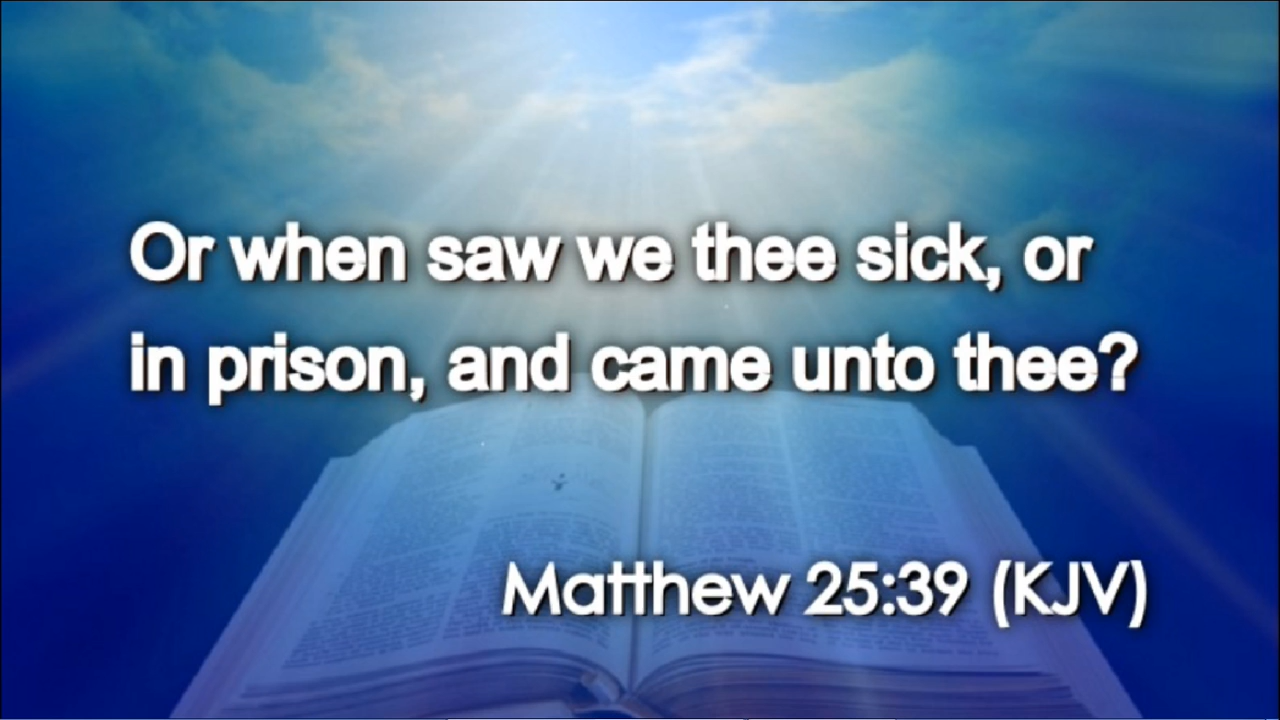 Or when saw we thee sick, or
in prison, and came unto thee?
Matthew 25:39 (KJV)